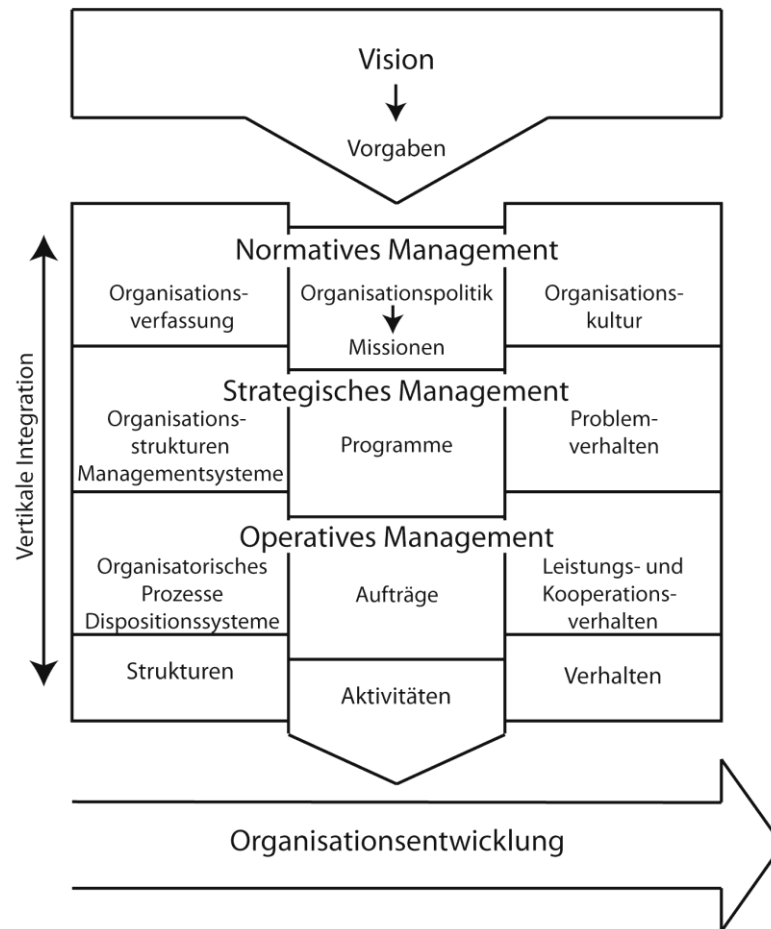 Vision
Vorgaben
Vertikale Integration
Normatives Management
Organisations-
verfassung
Organisationspolitik
Missionen
Organisations-
kultur
Strategisches Management
Organisations-
strukturen
Managementsysteme
Programme
Problem-
verhalten
Operatives Management
Organisatorisches
Prozesse
Dispositionssysteme
Aufträge
Leistungs- und
Kooperations-
verhalten
Strukturen
Aktivitäten
Verhalten
Organisationsentwicklung